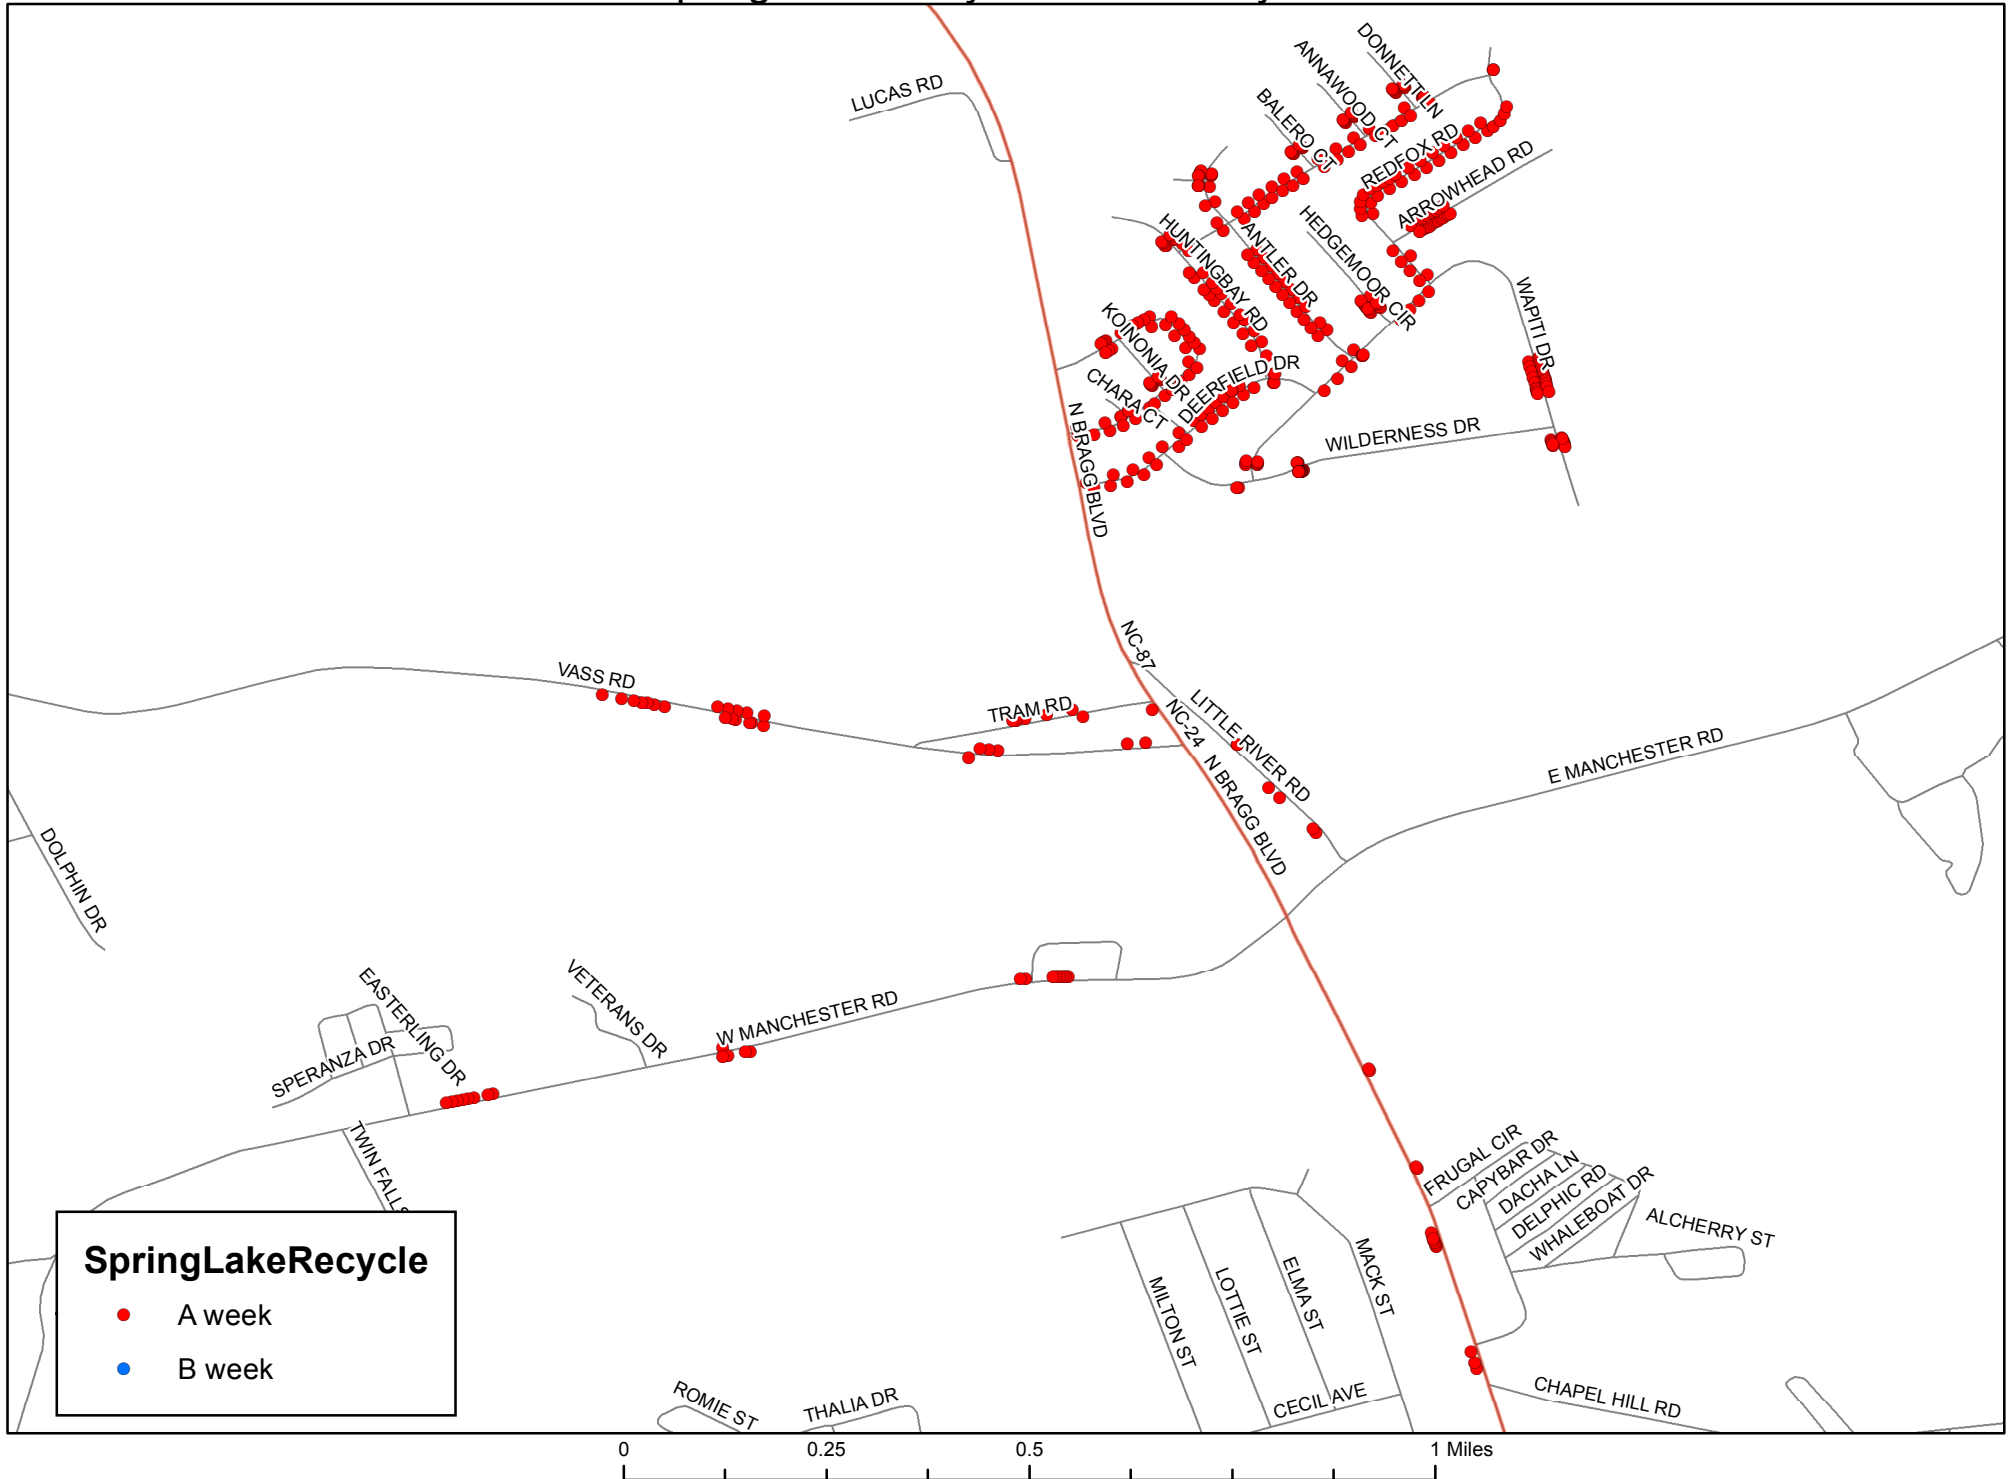 LUCAS RD
DONNETT LN
ANNAWOOD CT
BALERO CT
REDFOX RD
ARROWHEAD RD
HEDGEMOOR CIR
ANTLER DR
HUNTINGBAY RD
KOINONIA DR
CHARA CT
DEERFIELD DR
WAPITI DR
WILDERNESS DR
N BRAGG BLVD
NC-87
VASS RD
TRAM RD
NC-24
LITTLE RIVER RD
N BRAGG BLVD
E MANCHESTER RD
DOLPHIN DR
EASTERLING DR
VETERANS DR
W MANCHESTER RD
SPERANZA DR
TWIN FALLS
FRUGAL CIR
CAPYBAR DR
DACHA LN
DELPHIC RD
WHALEBOAT DR
ALCHERRY ST
MILTON ST
LOTTIE ST
ELMA ST
MACK ST
CECIL AVE
CHAPEL HILL RD
ROMIE ST
THALIA DR
SpringLakeRecycle
A week
B week
0 0.25 0.5 1 Miles